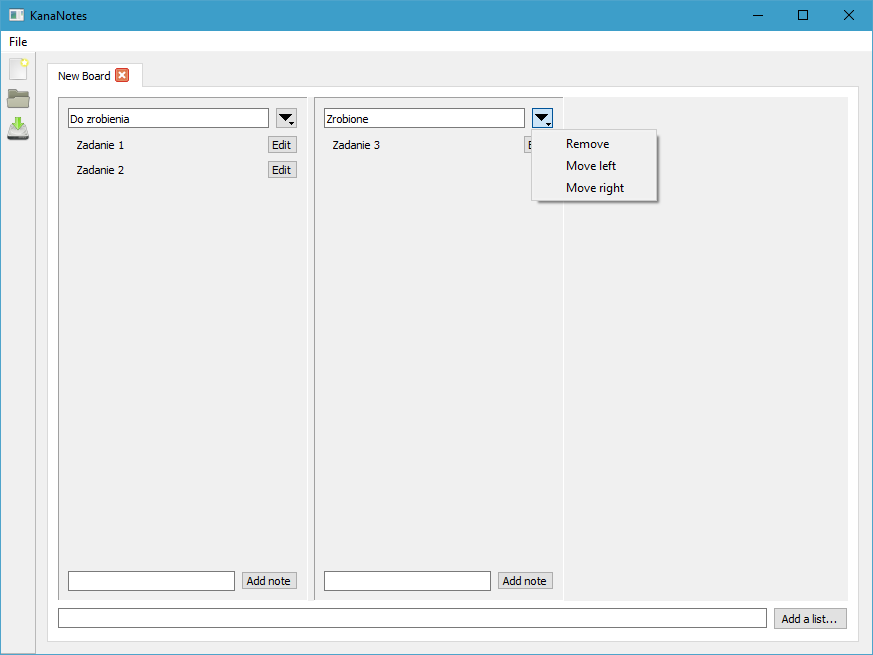 KanaNotes
File
New Board
Do zrobienia
Zadanie 1 Edit
Zadanie 2 Edit
Add note
Zrobione
Zadanie 3
Remove
Move left
Move right
Add note
Add a list...